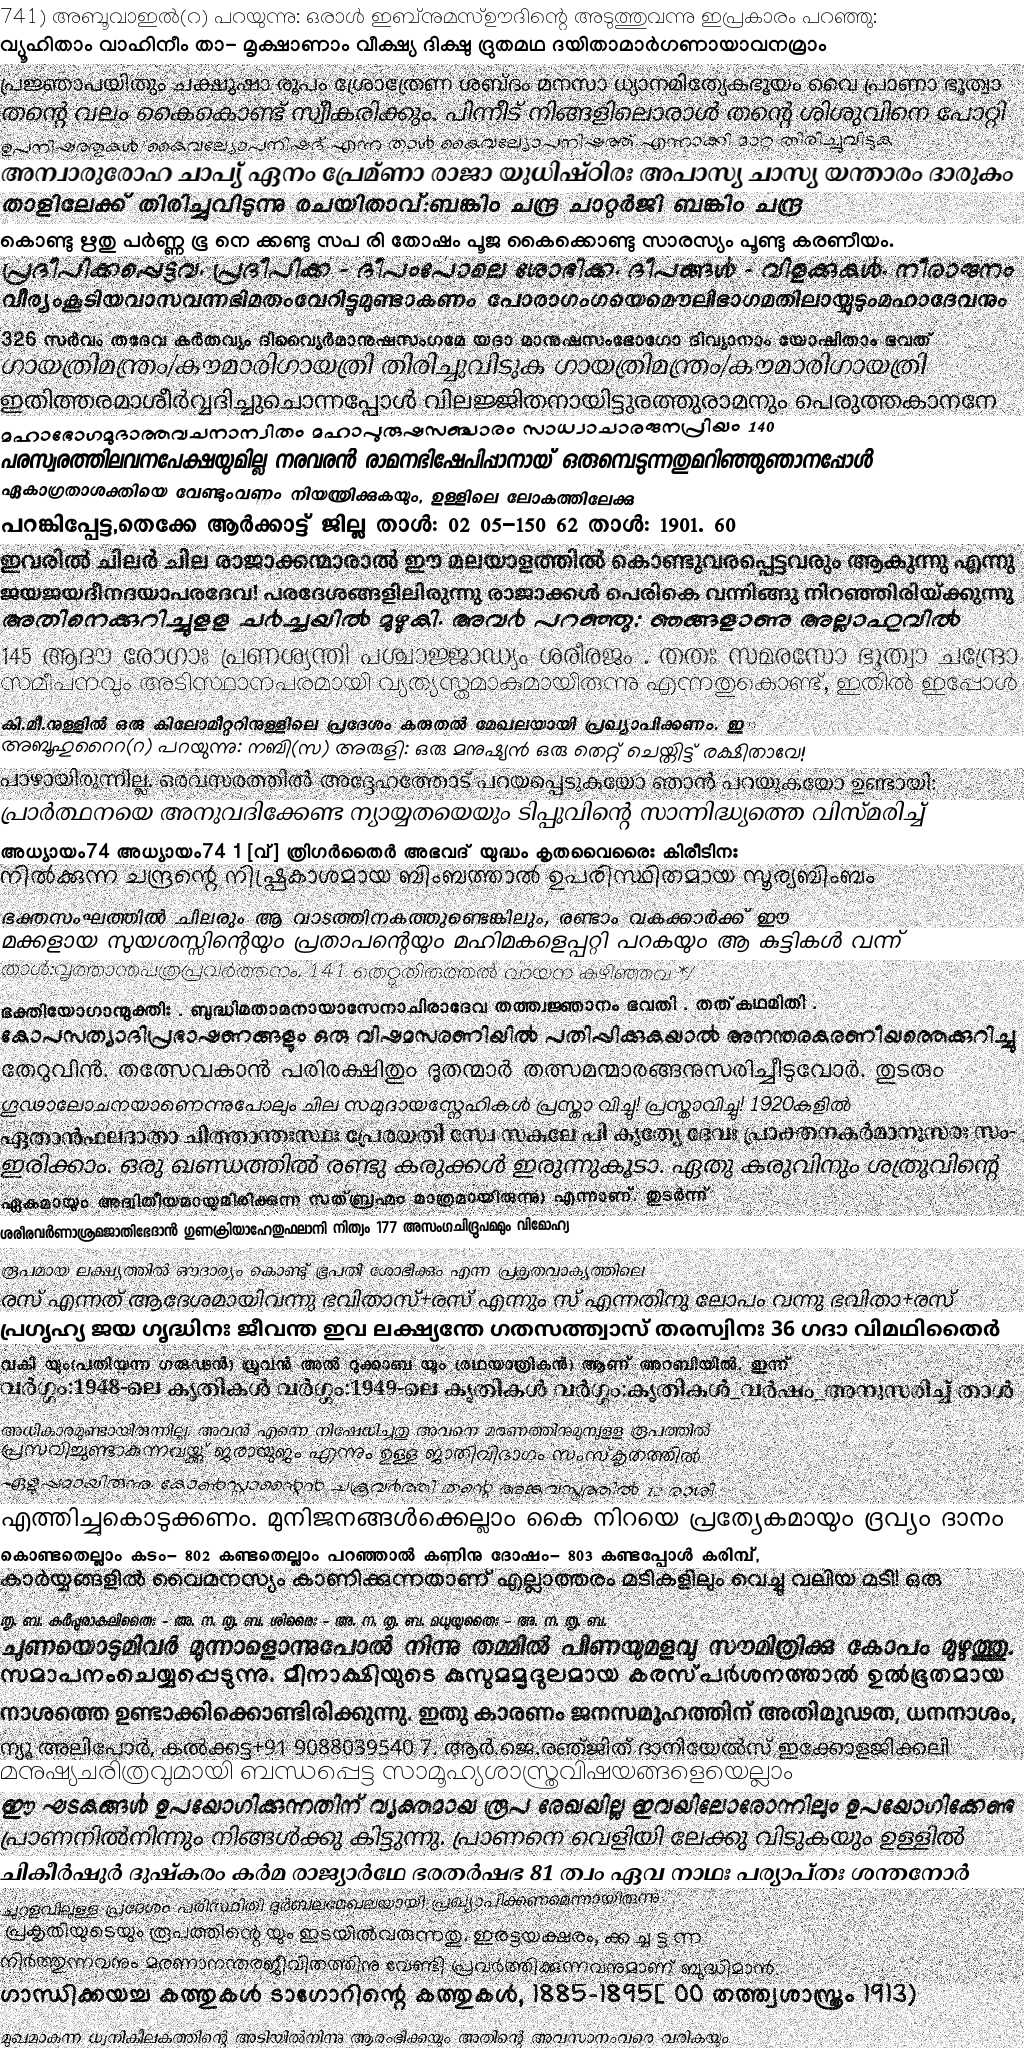 741) അബൂവാഇൽ(റ) പറയുന്നു: ഒരാൾ ഇബ്നുമസ്ഊദിന്റെ അടുത്തുവന്നു ഇപ്രകാരം പറഞ്ഞു:
വ്യൂഹിതാം വാഹിനീം താ– മൃക്ഷാണാം വീക്ഷ്യ ദിക്ഷു ദ്രുതമഥ ദയിതാമാർഗണായാവനമ്രാം
പ്രജ്ഞാപയിതും ചക്ഷുഷാ രൂപം ശ്രോത്രേണ ശബ്ദം മനസാ ധ്യാനമിത്യേകഭൂയം വൈ പ്രാണാ ഭൂത്വാ
തന്റെ വലം കൈകൊണ്ട് സ്വീകരിക്കും. പിന്നീട് നിങ്ങളിലൊരാൾ തന്റെ ശിശുവിനെ പോറ്റി
ഉപനിഷത്തുകൾ കൈവല്യോപനിഷദ് എന്ന താൾ കൈവല്യോപനിഷത്ത് എന്നാക്കി മാറ്റ തിരിച്ചുവിടുക
അന്വാരുരോഹ ചാപ്യ് ഏനം പ്രേമ്ണാ രാജാ യുധിഷ്ഠിരഃ അപാസ്യ ചാസ്യ യന്താരം ദാരുകം
താളിലേക്ക് തിരിച്ചുവിടുന്നു രചയിതാവ്:ബങ്കിം ചന്ദ്ര ചാറ്റർജി ബങ്കിം ചന്ദ്ര
കൊണ്ടു ഋതു പർണ്ണ ഭൂ നെ ക്കണ്ടു സപ രി തോഷം പൂജ കൈക്കൊണ്ടു സാരസ്യം പൂണ്ടു കരണീയം.
പ്രദീപിക്കപ്പെട്ടവ. പ്രദീപിക്ക - ദീപംപോലെ ശോഭിക്ക. ദീപങ്ങൾ - വിളക്കുകൾ. നീരാജനം
വീര്യംകൂടിയവാസവന്നഭിമതംവേറിട്ടുമുണ്ടാകണം പോരാഗംഗയെമൌലിഭാഗമതിലായ്ചൂടുംമഹാദേവനും
326 സർവം തദേവ കർതവ്യം ദിവൈര്യർമാനുഷസംഗമേ യദാ മാനുഷസംഭോഗോ ദിവ്യാനാം യോഷിതാം ഭവത്
ഗായത്രിമന്ത്രം/കൗമാരിഗായത്രി തിരിച്ചുവിടുക ഗായത്രിമന്ത്രം/കൗമാരിഗായത്രി
ഇതിത്തരമാശീർവ്വദിച്ചുചൊന്നപ്പോൾ വിലജ്ജിതനായിട്ടുരത്തുരാമനും പെരുത്തകാനനേ
മഹാഭോഗമുദാത്തവചനാന്വിതം മഹാപുരുഷസഞ്ചാരം സാധ്വാചാരജനപ്രിയം 140
പരസ്വരത്തിലവനപേക്ഷയുമില്ല നരവരൻ രാമനഭിഷേപിപ്പാനായ് ഒരുമ്പെടുന്നതുമറിഞ്ഞുഞാനപ്പോൾ
ഏകാഗ്രതാശക്തിയെ വേണ്ടുംവണം നിയന്ത്രിക്കുകയും, ഉള്ളിലെ ലോകത്തിലേക്കു
പറങ്കിപ്പേട്ട,തെക്കേ ആർക്കാട്ട് ജില്ല താൾ: 02 05–150 62 താൾ: 1901. 60
ഇവരിൽ ചിലർ ചില രാജാക്കന്മാരാൽ ഈ മലയാളത്തിൽ കൊണ്ടുവരപ്പെട്ടവരും ആകുന്നു എന്നു
ജയജയദീനദയാപരദേവ! പരദേശങ്ങളിലിരുന്നു രാജാക്കൾ പെരികെ വന്നിങ്ങു നിറഞ്ഞിരിയ്ക്കുന്നു
അതിനെക്കുറിച്ചുളള ചർച്ചയിൽ മുഴുകി. അവർ പറഞ്ഞു: ഞങ്ങളാണു അല്ലാഹുവിൽ
145 ആദൗ രോഗാഃ പ്രണശ്യന്തി പശ്ചാജ്ജാഡ്യം ശരീരജം . തതഃ സമരസോ ഭൂത്വാ ചന്ദ്രോ
സമീപനവും അടിസ്ഥാനപരമായി വ്യത്യസ്തമാകുമായിരുന്നു എന്നതുകൊണ്ട്, ഇതിൽ ഇപ്പോൾ
കി.മീ.നുള്ളിൽ ഒരു കിലോമീറ്ററിനുള്ളിലെ പ്രദേശം കരുതൽ മേഖലയായി പ്രഖ്യാപിക്കണം. ഇ
അബൂഹുറൈറ(റ) പറയുന്നു: നബി(സ) അരുളി: ഒരു മനുഷ്യൻ ഒരു തെറ്റ് ചെയ്തിട്ട് രക്ഷിതാവേ!
പാഴായിരുന്നില്ല. ഒരവസരത്തിൽ അദ്ദേഹത്തോട് പറയപ്പെടുകയോ ഞാൻ പറയുകയോ ഉണ്ടായി:
പ്രാർത്ഥനയെ അനുവദിക്കേണ്ട ന്യായ്യതയെയും ടിപ്പുവിന്റെ സാന്നിദ്ധ്യത്തെ വിസ്മരിച്ച്
അധ്യായം74 അധ്യായം74 1 [വ്] ത്രിഗർതൈർ അഭവദ് യുദ്ധം കൃതവൈരൈഃ കിരീടിനഃ
നിൽക്കുന്ന ചന്ദ്രന്റെ നിഷ്പ്രകാശമായ ബിംബത്താൽ ഉപരിസ്ഥിതമായ സൂര്യബിംബം
ഭക്തസംഘത്തിൽ ചിലരും ആ വാടത്തിനകത്തുണ്ടെങ്കിലും, രണ്ടാം വകക്കാർക്ക് ഈ
മക്കളായ സുയശസ്സിന്റെയും പ്രതാപന്റെയും മഹിമകളെപ്പറ്റി പറകയും ആ കുട്ടികൾ വന്ന്
താൾ:വൃത്താന്തപത്രപ്രവർത്തനം. 141 തെറ്റുതിരുത്തൽ വായന കഴിഞ്ഞവ */
ഭക്തിയോഗാന്മുക്തിഃ . ബുദ്ധിമതാമനായാസേനാചിരാദേവ തത്ത്വജ്ഞാനം ഭവതി . തത് കഥമിതി .
കോപസത്യാദിപ്രഭാഷണങ്ങളും ഒരു വിഷമസരണിയിൽ പതിപ്പിക്കുകയാൽ അനന്തരകരണീയത്തെക്കുറിച്ചു
തേറുവിൻ. തത്സേവകാൻ പരിരക്ഷിതും ദൂതന്മാർ തത്സമന്മാരങ്ങനുസരിച്ചീടുവോർ. തുടരും
ഗൂഢാലോചനയാണെന്നുപോലും ചില സമുദായസ്നേഹികൾ പ്രസ്താ വിച്ചു! പ്രസ്താവിച്ചു! 1920കളിൽ
ഏതാൻഫലദാതാ ചിത്താന്തഃസ്ഥഃ പ്രേരയതി സ്വേ സകലേ പി കൃത്യേ ദേവഃ പ്രാക്തനകർമാനുസരഃ സം-
ഇരിക്കാം. ഒരു ഖണ്ഡത്തിൽ രണ്ടു കരുക്കൾ ഇരുന്നുകൂടാ. ഏതു കരുവിനും ശത്രുവിന്റെ
ഏകമായും അദ്വിതീയമായുമിരിക്കുന്ന സത്ബ്രഹ്മം മാത്രമായിരുന്നു) എന്നാണ്. തുടർന്ന്
ശരീരവർണാശ്രമജാതിഭേദാൻ ഗുണക്രിയാഹേതുഫലാനി നിത്യം 177 അസംഗചിദ്രൂപമമും വിമോഹ്യ
രൂപമായ ലക്ഷ്യത്തിൽ ഔദാര്യം കൊണ്ടു് ഭൂപതി ശോഭിക്കും എന്ന പ്രകൃതവാക്യത്തിലെ
രസ് എന്നത് ആദേശമായിവന്നു ഭവിതാസ്+രസ് എന്നും സ് എന്നതിനു ലോപം വന്നു ഭവിതാ+രസ്
പ്രഗൃഹ്യ ജയ ഗൃദ്ധിനഃ ജീവന്ത ഇവ ലക്ഷ്യന്തേ ഗതസത്ത്വാസ് തരസ്വിനഃ 36 ഗദാ വിമഥിതൈർ
വകി യും(പതിയന്ന ഗരുഢൻ) ധ്രുവൻ അൽ റുക്കാബ യും (രഥയാത്രികൻ) ആണ് അറബിയിൽ. ഇന്ന്
വർഗ്ഗം:1948-ലെ കൃതികൾ വർഗ്ഗം:1949-ലെ കൃതികൾ വർഗ്ഗം:കൃതികൾ_വർഷം_അനുസരിച്ച് താൾ
അധികാരമുണ്ടായിരുന്നില്ല. അവൻ എന്നെ നിഷേധിച്ചതു അവനെ മരണത്തിനുമുമ്പുള്ള രൂപത്തിൽ
പ്രസവിച്ചുണ്ടാകുന്നവയ്ക്കു് ജരായുജം എന്നും ഉള്ള ജാതിവിഭാഗം സംസ്കൃതത്തിൽ
ഏല്പുമായിരുന്നു. കോൺസ്റ്റാന്റൈൻ ചക്രവർത്തി തന്റെ അങ്കവസ്ത്രത്തിൽ 12 രാശി
എത്തിച്ചുകൊടുക്കണം. മുനിജനങ്ങൾക്കെല്ലാം കൈ നിറയെ പ്രത്യേകമായും ദ്രവ്യം ദാനം
കൊണ്ടതെല്ലാം കടം– 802 കണ്ടതെല്ലാം പറഞ്ഞാൽ കണ്ണിനു ദോഷം– 803 കണ്ടപ്പോൾ കരിമ്പ്,
കാർയ്യങ്ങളിൽ വൈമനസ്യം കാണിക്കുന്നതാണ് എല്ലാത്തരം മടികളിലും വെച്ചു വലിയ മടി! ഒരു
തൃ. ബ. കർപ്പൂരാകലിതൈഃ – അ. ന. തൃ. ബ. ശിരൈഃ – അ. ന. തൃ. ബ. മധുയുതൈഃ – അ. ന. തൃ. ബ.
ചുണയൊടുമിവർ മുന്നാളൊന്നുപോൽ നിന്നു തമ്മിൽ പിണയുമളവു സൗമിത്രിക്കു കോപം മുഴുത്തു.
സമാപനംചെയ്യപ്പെടുന്നു. മീനാക്ഷിയുടെ കുസുമമൃദുലമായ കരസ്പർശനത്താൽ ഉൽഭൂതമായ
നാശത്തെ ഉണ്ടാക്കിക്കൊണ്ടിരിക്കുന്നു. ഇതു കാരണം ജനസമൂഹത്തിന് അതിമൂഢത, ധനനാശം,
ന്യൂ അലിപ്പോർ, കൽക്കട്ട+91 9088039540 7. ആർ.ജെ.രഞ്ജിത് ദാനിയേൽസ് ഇക്കോളജിക്കലി
മനുഷ്യചരിത്രവുമായി ബന്ധപ്പെട്ട സാമൂഹ്യശാസ്ത്രവിഷയങ്ങളെയെല്ലാം
ഈ ഘടകങ്ങൾ ഉപയോഗിക്കുന്നതിന് വ്യക്തമായ രൂപ രേഖയില്ല ഇവയിലോരോന്നിലും ഉപയോഗിക്കേണ്ട
പ്രാണനിൽനിന്നും നിങ്ങൾക്കു കിട്ടുന്നു. പ്രാണനെ വെളിയി ലേക്കു വിടുകയും ഉള്ളിൽ
ചികീർഷുർ ദുഷ്കരം കർമ രാജ്യാർഥേ ഭരതർഷഭ 81 ത്വം ഏവ നാഥഃ പര്യാപ്തഃ ശന്തനോർ
ചുറ്റളവിലുള്ള പ്രദേശം പരിസ്ഥിതി ദുർബലമേഖലയായി പ്രഖ്യാപിക്കണമെന്നായിരുന്നു
പ്രകൃതിയുടെയും രൂപത്തിന്റെ യും ഇടയിൽവരുന്നതു. ഇരട്ടയക്ഷരം, ക്ക ച്ച ട്ട ന്ന
നിർത്തുന്നവനും മരണാനന്തരജീവിതത്തിനു വേണ്ടി പ്രവർത്തിക്കുന്നവനുമാണ് ബുദ്ധിമാൻ.
ഗാന്ധിക്കയച്ച കത്തുകൾ ടാഗോറിന്റെ കത്തുകൾ, 1885-1895[ 00 തത്ത്വശാസ്ത്രം 1913)
മുഖമാകുന്ന ധ്വനികീലകത്തിന്റെ അടിയിൽനിന്നു ആരംഭിക്കയും അതിന്റെ അവസാനംവരെ വരികയും